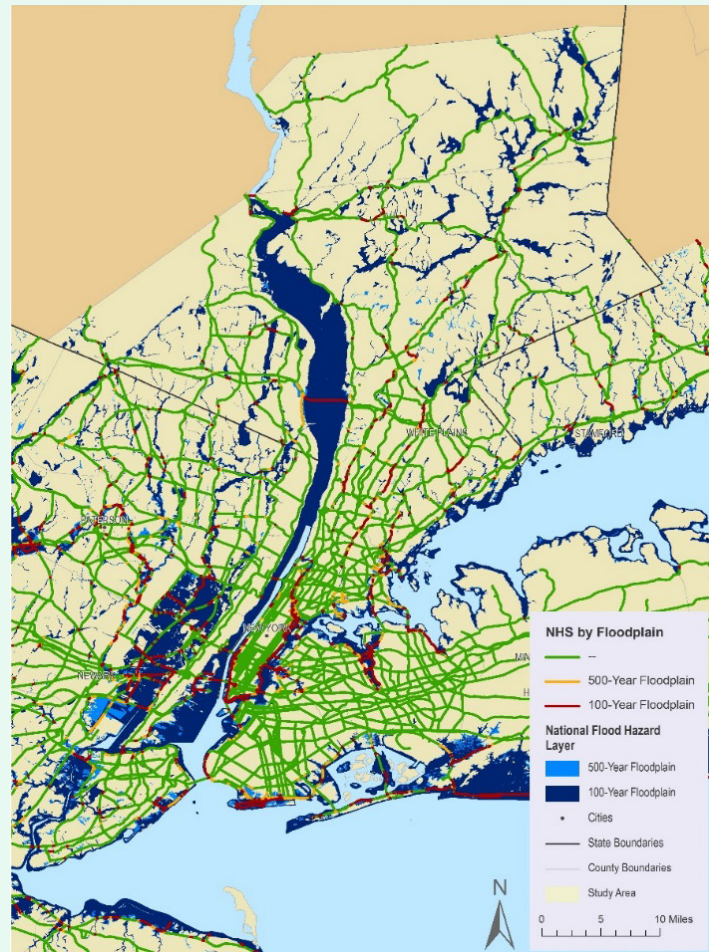 WHITE PLAINS
STAMFORD
PATERSON
NEW YORK
NHS by Floodplain
--
500-Year Floodplain
100-Year Floodplain
National Flood Hazard
Layer
500-Year Floodplain
100-Year Floodplain
Cities
State Boundaries
County Boundaries
Study Area
N
0 5 10 Miles